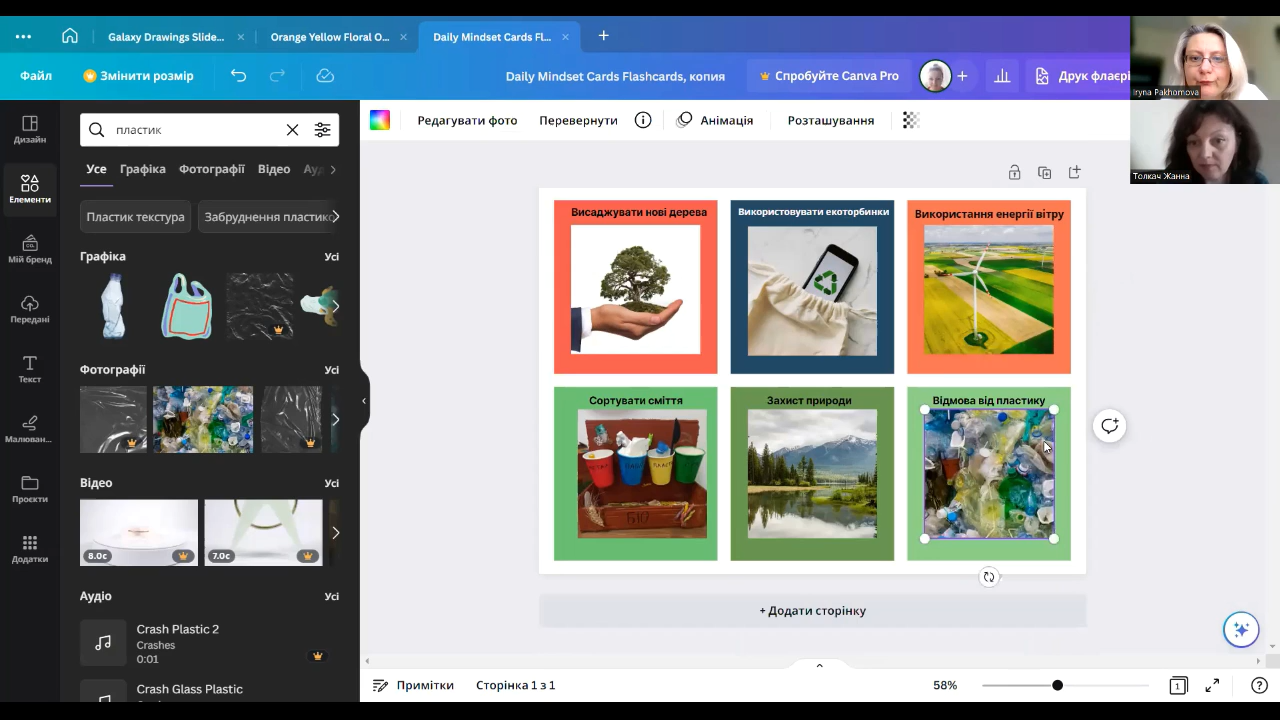 Galaxy Drawings Slide...
Orange Yellow Floral O...
Daily Mindset Cards Fl...
Файл
Змінити розмір
Daily Mindset Cards Flashcards, копия
Спробуйте Canva Pro
Друк флаєрі
Iryna Pakhomova
Толкач Жанна
Дизайн
Елементи
Мій бренд
Передані
Текст
Малюван...
Проєкти
Додатки
пластик
Усе
Графіка
Фотографії
Відео
Ауд
Пластик текстура
Забруднення пластико
Графіка
Усі
Фотографії
Усі
Відео
Усі
8.0с
7.0с
Аудіо
Усі
Crash Plastic 2
Crashes
0:01
Crash Glass Plastic
Редагувати фото
Перевернути
Анімація
Розташування
Висаджувати нові дерева
Використовувати екоторбинки
Використання енергії вітру
Сортувати сміття
Захист природи
Відмова від пластику
+ Додати сторінку
Примітки
Сторінка 1 з 1
58%
1